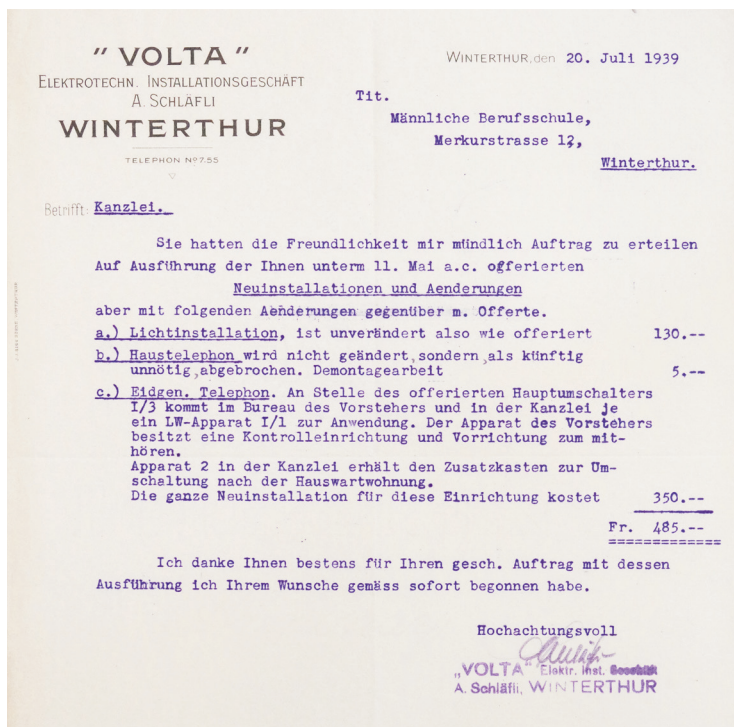 " VOLTA "
ELEKTROTECHN. INSTALLATIONSGESCHÄFT
A. SCHLÄFLI
WINTERTHUR
TELEPHON Nº 7.55
WINTERTHUR, den 20. Juli 1939
Tit.
Männliche Berufsschule,
Merkurstrasse 12,
Winterthur.
Betrifft: Kanzlei.
Sie hatten die Freundlichkeit mir mündlich Auftrag zu erteilen
Auf Ausführung der Ihnen unterm 11. Mai a.c. offerierten
Neuinstallationen und Aenderungen
aber mit folgenden Aenderungen gegenüber m. Offerte.
a.) Lichtinstallation, ist unverändert also wie offeriert 130.--
b.) Haustelephon wird nicht geändert,sondern,als künftig
unnötig,abgebrochen. Demontagearbeit 5.--
c.) Eidgen. Telephon. An Stelle des offerierten Hauptumschalters
I/3 kommt im Bureau des Vorstehers und in der Kanzlei je
ein LW-Apparat I/1 zur Anwendung. Der Apparat des Vorstehers
besitzt eine Kontrolleinrichtung und Vorrichtung zum mit-
hören.
Apparat 2 in der Kanzlei erhält den Zusatzkasten zur Um-
schaltung nach der Hauswartwohnung.
Die ganze Neuinstallation für diese Einrichtung kostet 350.--
Fr. 485.--
=============
Ich danke Ihnen bestens für Ihren gesch. Auftrag mit dessen
Ausführung ich Ihrem Wunsche gemäss sofort begonnen habe.
Hochachtungsvoll
„VOLTA" Elektr. Inst. Geschäft
A. Schläfli, WINTERTHUR